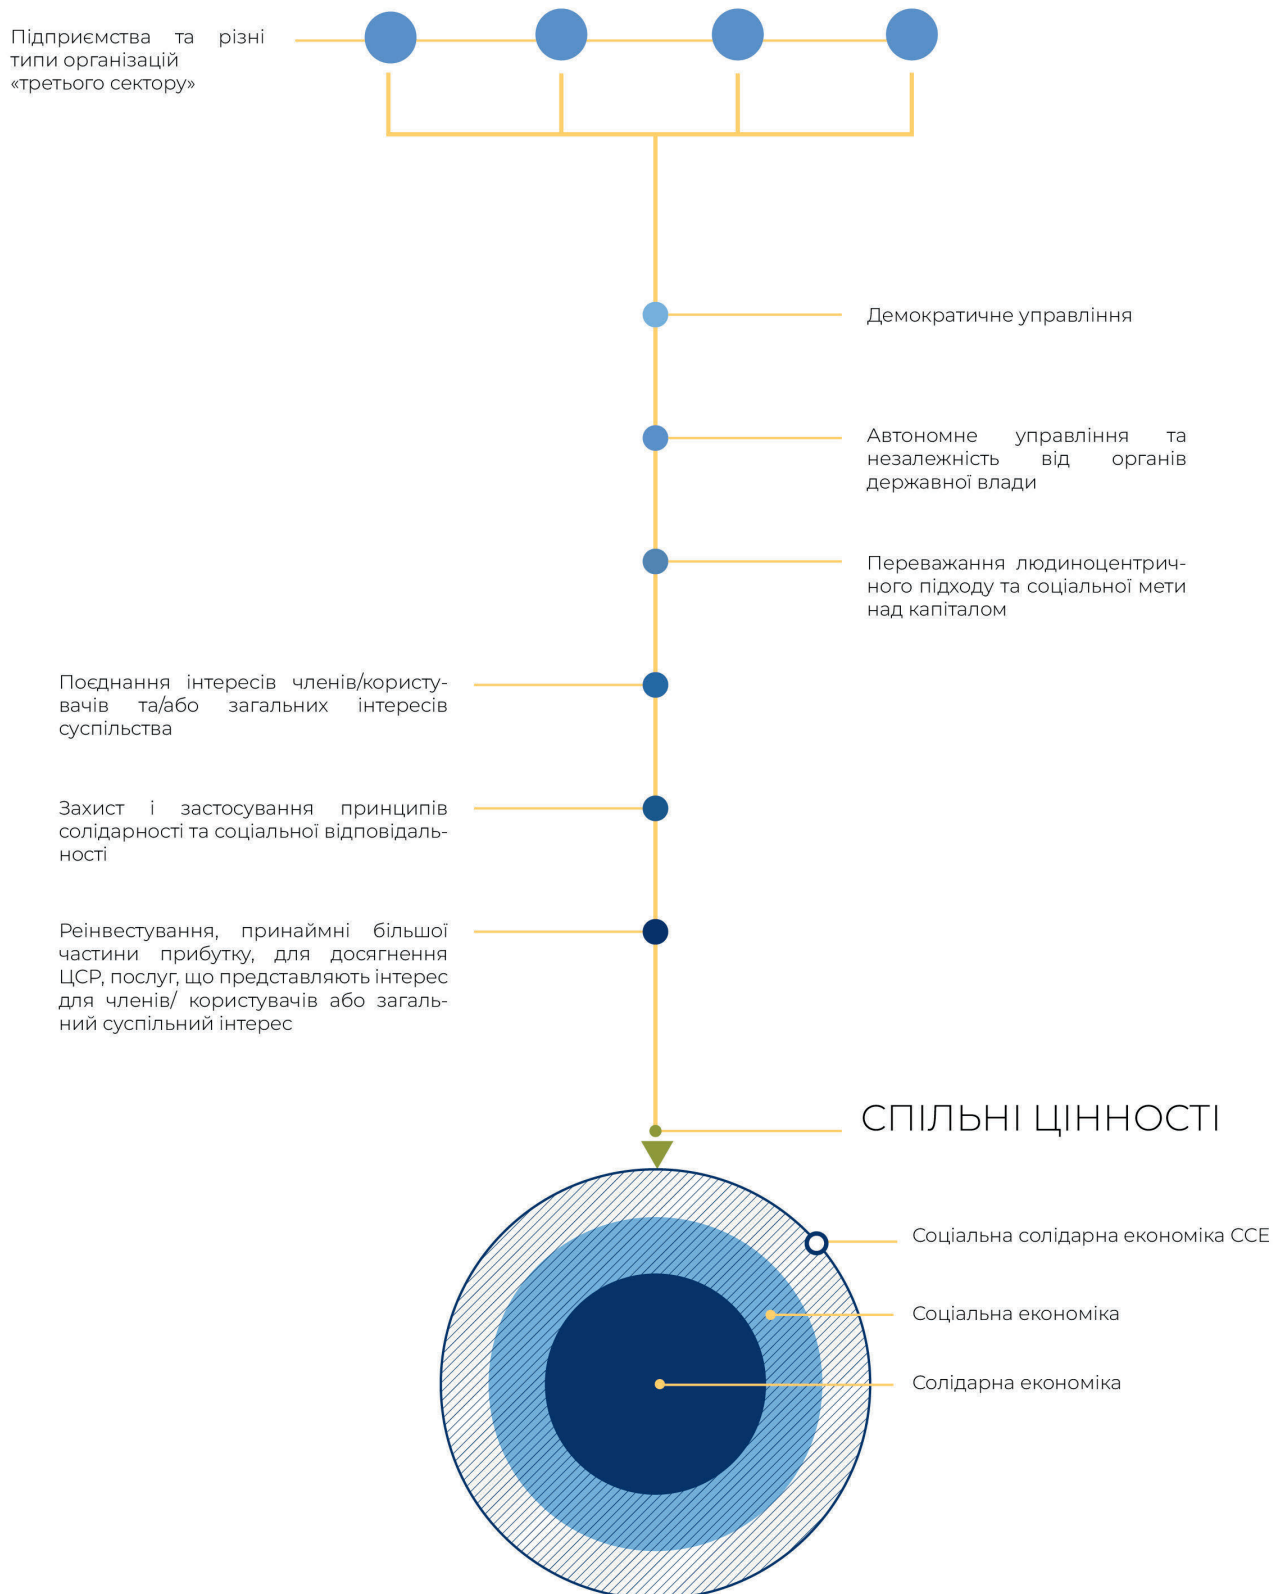 Підприємства та різні
типи організацій
«третього сектору»
Демократичне управління
Автономне управління та
незалежність від органів
державної влади
Переважання людиноцентрич-
ного підходу та соціальної мети
над капіталом
Поєднання інтересів членів/користу-
вачів та/або загальних інтересів
суспільства
Захист і застосування принципів
солідарності та соціальної відповідаль-
ності
Реінвестування, принаймні більшої
частини прибутку, для досягнення
ЦСР, послуг, що представляють інтерес
для членів/ користувачів або загаль-
ний суспільний інтерес
СПІЛЬНІ ЦІННОСТІ
Соціальна солідарна економіка ССЕ
Соціальна економіка
Солідарна економіка